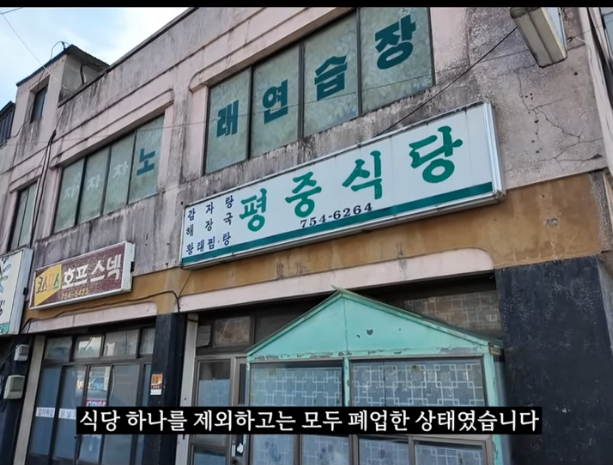 노래연습장
감자탕
해장국
황태찜·탕
평중식당
754-6264
호프스넥
식당 하나를 제외하고는 모두 폐업한 상태였습니다